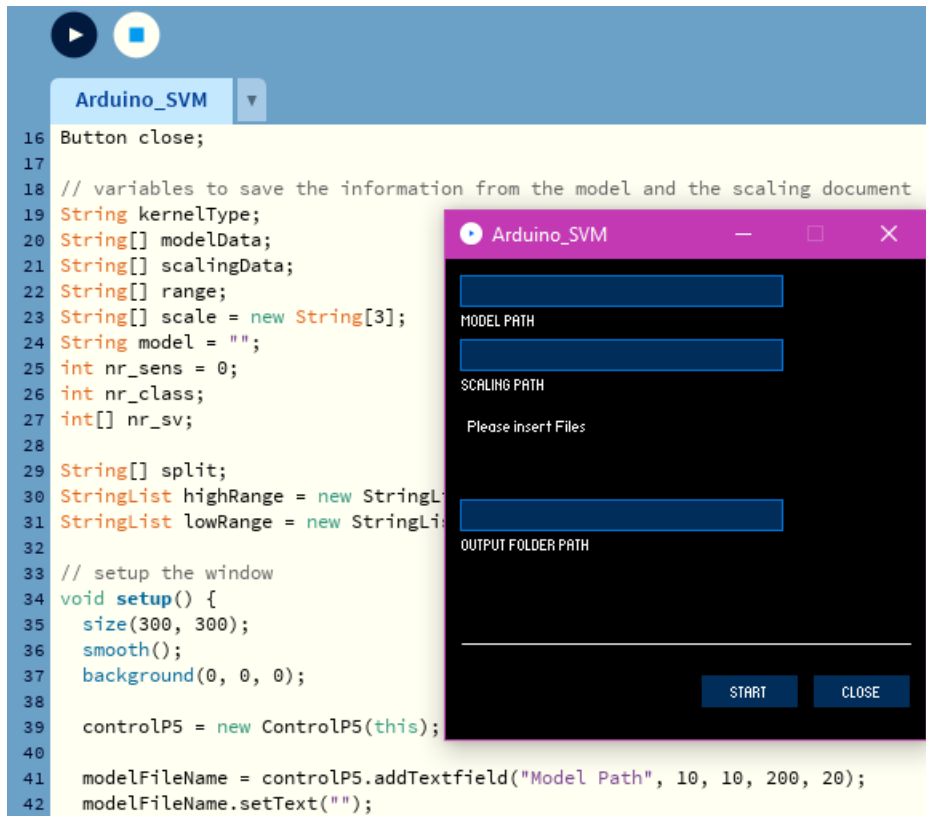 Arduino_SVM
16 Button close;
17
18 // variables to save the information from the model and the scaling document
19 String kernelType;
20 String[] modelData;
21 String[] scalingData;
22 String[] range;
23 String[] scale = new String[3];
24 String model = "";
25 int nr_sens = 0;
26 int nr_class;
27 int[] nr_sv;
28
29 String[] split;
30 StringList highRange = new StringL
31 StringList lowRange = new StringLi
32
33 // setup the window
34 void setup() {
35 size(300, 300);
36 smooth();
37 background(0, 0, 0);
38
39 controlP5 = new ControlP5(this);
40
41 modelFileName = controlP5.addTextfield("Model Path", 10, 10, 200, 20);
42 modelFileName.setText("");
Arduino_SVM
MODEL PATH
SCALING PATH
Please insert Files
OUTPUT FOLDER PATH
START
CLOSE